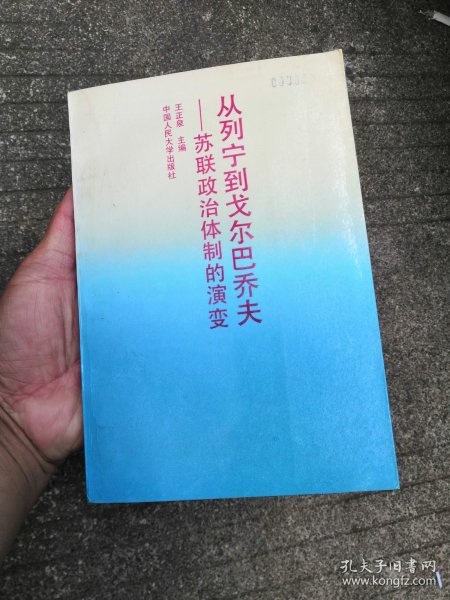 从列宁到戈尔巴乔夫
——苏联政治体制的演变
王正泉 主编
中国人民大学出版社
孔夫子旧书网
www.kongfz.com